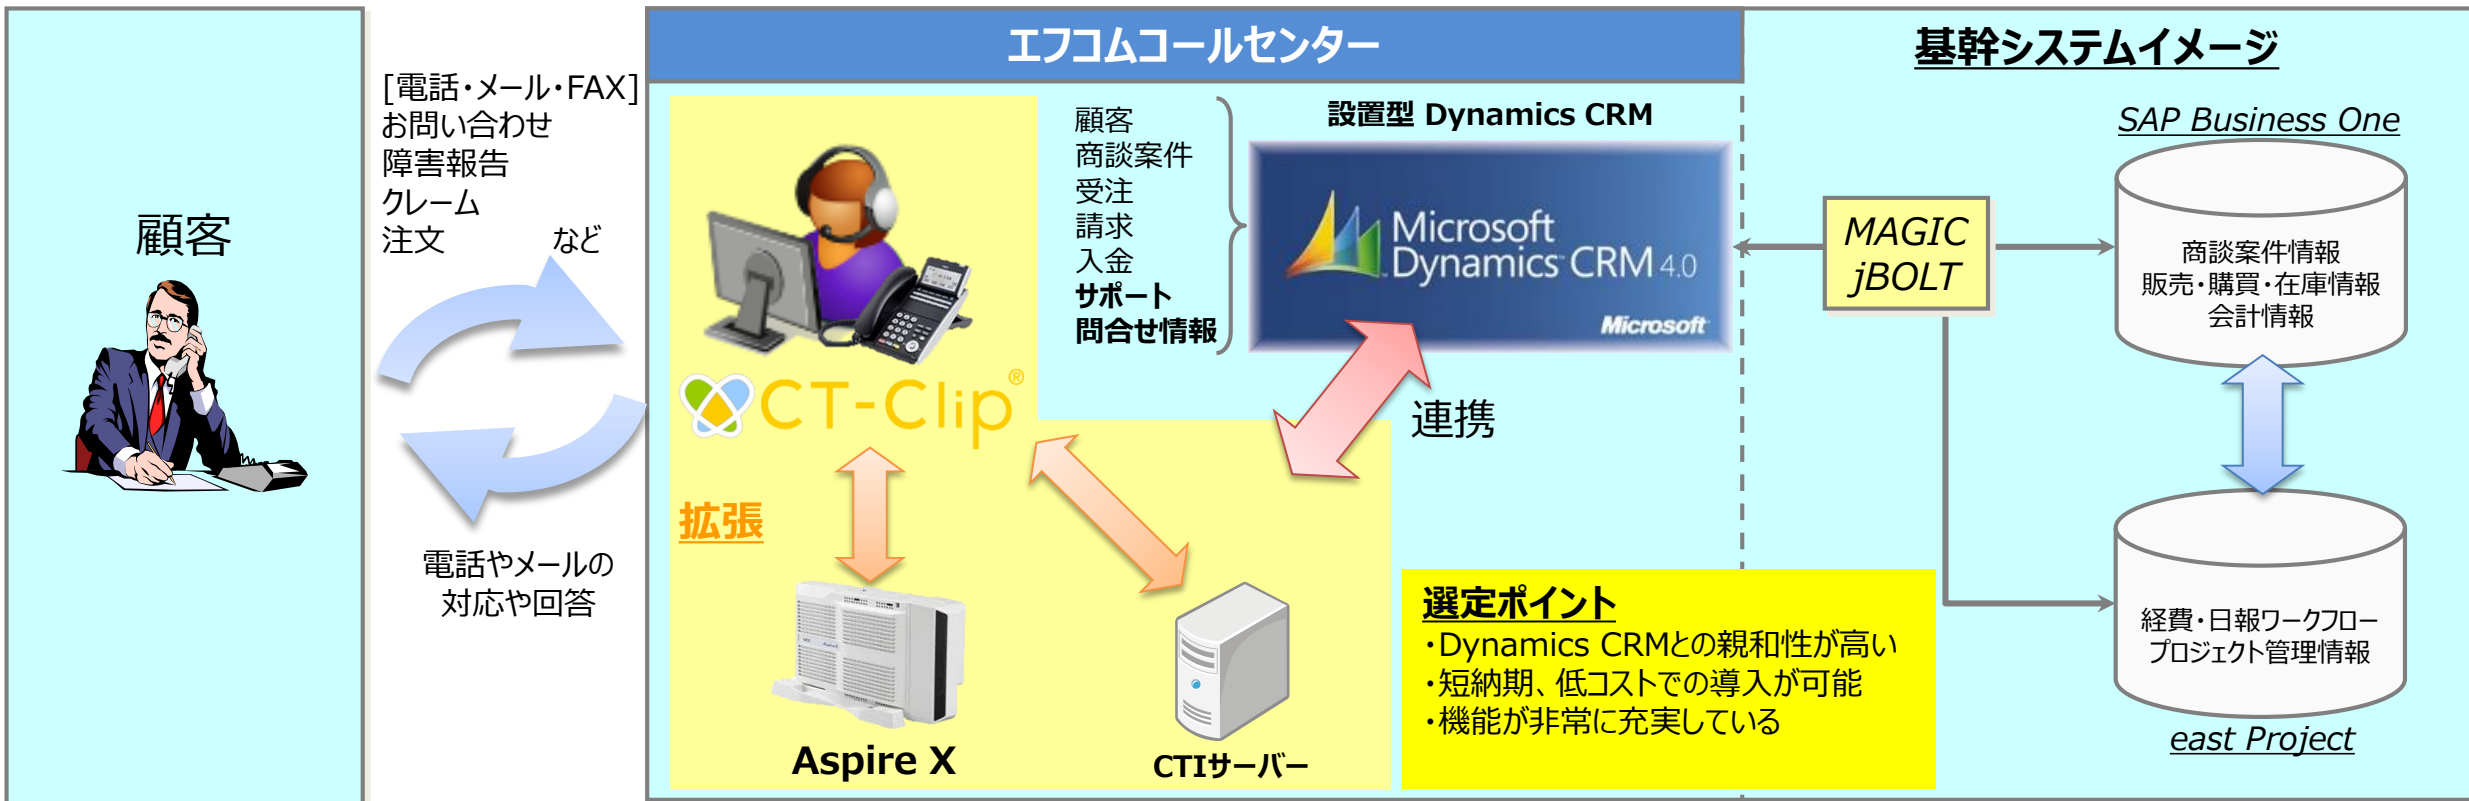 エフコムコールセンター
基幹システムイメージ
顧客
[電話・メール・FAX]
お問い合わせ
障害報告
クレーム
注文 など
電話やメールの
対応や回答
CT-Clip®
拡張
Aspire X
CTIサーバー
顧客
商談案件
受注
請求
入金
サポート
問合せ情報
設置型 Dynamics CRM
Microsoft
Dynamics CRM 4.0
Microsoft
連携
選定ポイント
・Dynamics CRMとの親和性が高い
・短納期、低コストでの導入が可能
・機能が非常に充実している
MAGIC
jBOLT
SAP Business One
商談案件情報
販売・購買・在庫情報
会計情報
経費・日報ワークフロー
プロジェクト管理情報
east Project